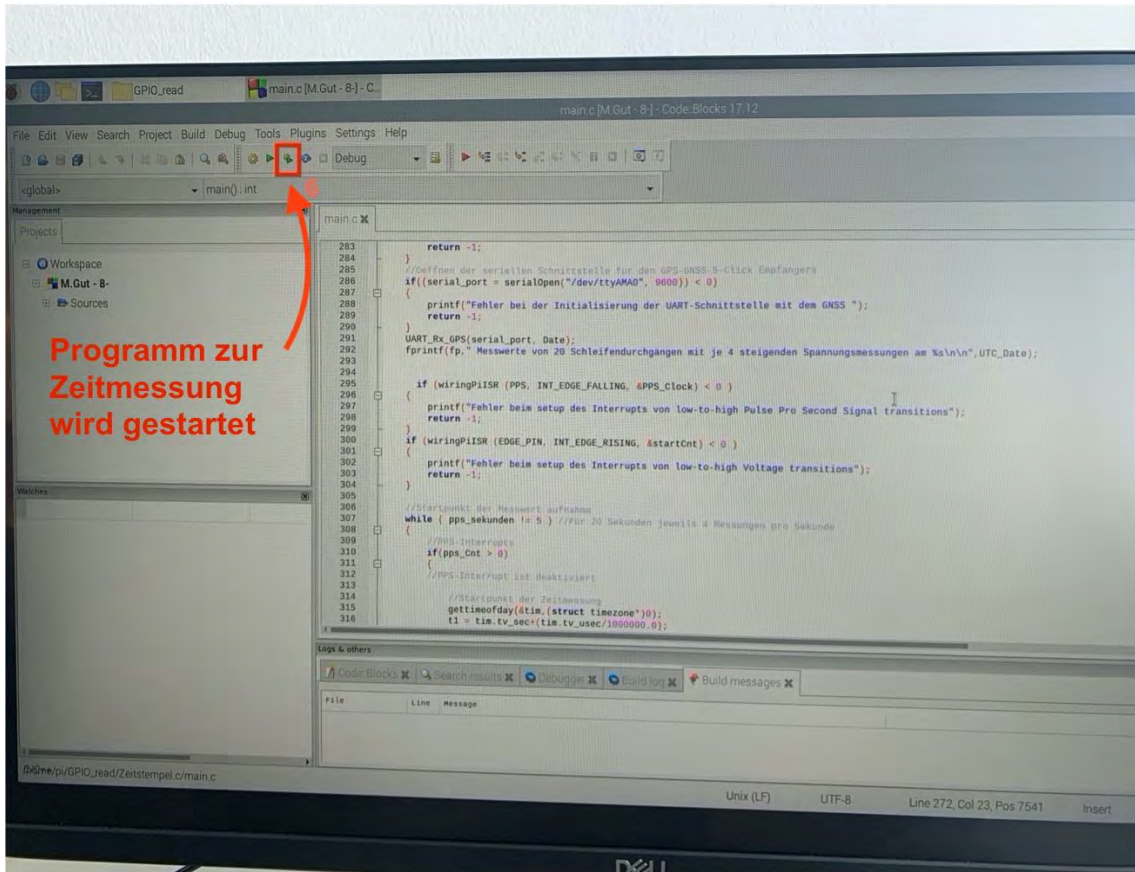 GPIO_read
main.c [M.Gut - 8-] - C...
main.c [M.Gut - 8-] - Code::Blocks 17.12
File Edit View Search Project Build Debug Tools Plugins Settings Help
Debug
<global>
main() : int
6
Management
Projects
Workspace
M.Gut - 8-
Sources
Programm zur
Zeitmessung
wird gestartet
Watches
main.c
283 return -1;
284 }
285 //Oeffnen der seriellen Schnittstelle für den GPS-GNSS-5-Click Empfangers
286 if((serial_port = serialOpen("/dev/ttyAMA0", 9600)) < 0)
287 {
288 printf("Fehler bei der Initialisierung der UART-Schnittstelle mit dem GNSS ");
289 return -1;
290 }
291 UART_Rx_GPS(serial_port, Date);
292 fprintf(fp," Messwerte von 20 Schleifendurchgängen mit je 4 steigenden Spannungsmessungen am %s\n\n",UTC_Date);
293
294
295 if (wiringPiISR (PPS, INT_EDGE_FALLING, &PPS_Clock) < 0 )
296 {
297 printf("Fehler beim setup des Interrupts von low-to-high Pulse Pro Second Signal transitions");
298 return -1;
299 }
300 if (wiringPiISR (EDGE_PIN, INT_EDGE_RISING, &startCnt) < 0 )
301 {
302 printf("Fehler beim setup des Interrupts von low-to-high Voltage transitions");
303 return -1;
304 }
305
306 //Startpunkt der Messwert aufnahme
307 while ( pps_sekunden != 5 ) //Für 20 Sekunden jeweils 4 Messungen pro Sekunde
308 {
309 //PPS-Interrupts
310 if(pps_Cnt > 0)
311 {
312 //PPS-Interrupt ist deaktiviert
313
314 //Startpunkt der Zeitmessung
315 gettimeofday(&tim,(struct timezone*)0);
316 t1 = tim.tv_sec+(tim.tv_usec/1000000.0);
Logs & others
Code::Blocks
Search results
Debugger
Build log
Build messages
File Line Message
/home/pi/GPIO_read/Zeitstempel.c/main.c
Unix (LF) UTF-8 Line 272, Col 23, Pos 7541 Insert
DELL